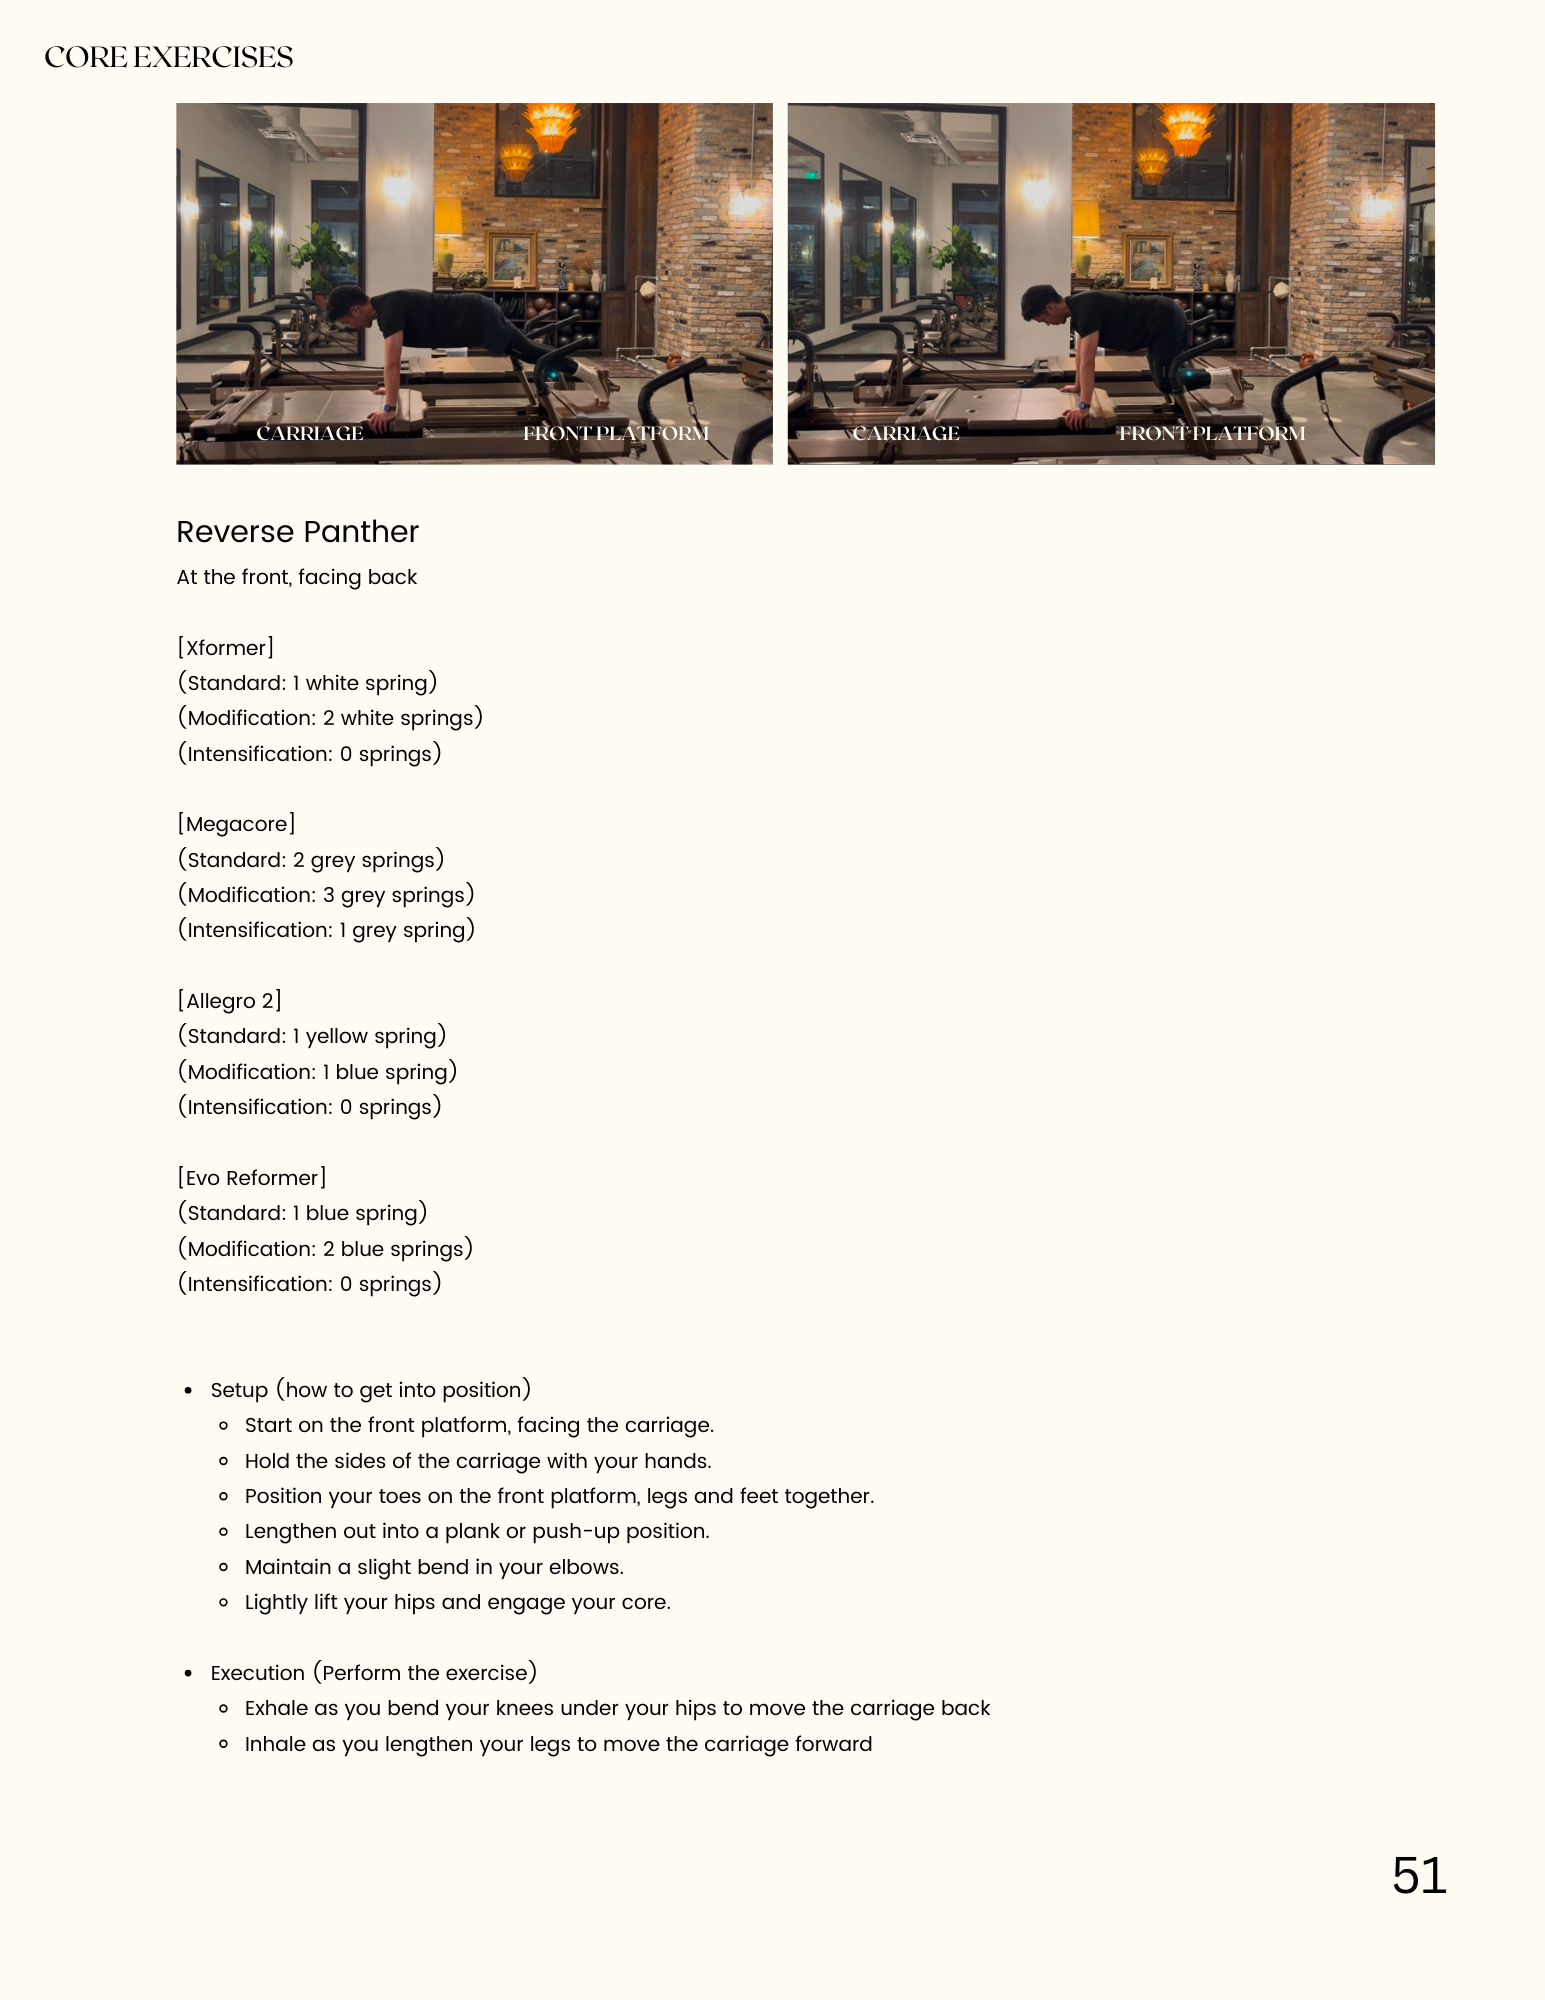 CORE EXERCISES
CARRIAGE
FRONT PLATFORM
CARRIAGE
FRONT PLATFORM
Reverse Panther
At the front, facing back
[Xformer]
(Standard: 1 white spring)
(Modification: 2 white springs)
(Intensification: 0 springs)
[Megacore]
(Standard: 2 grey springs)
(Modification: 3 grey springs)
(Intensification: 1 grey spring)
[Allegro 2]
(Standard: 1 yellow spring)
(Modification: 1 blue spring)
(Intensification: 0 springs)
[Evo Reformer]
(Standard: 1 blue spring)
(Modification: 2 blue springs)
(Intensification: 0 springs)
• Setup (how to get into position)
◦ Start on the front platform, facing the carriage.
◦ Hold the sides of the carriage with your hands.
◦ Position your toes on the front platform, legs and feet together.
◦ Lengthen out into a plank or push-up position.
◦ Maintain a slight bend in your elbows.
◦ Lightly lift your hips and engage your core.
• Execution (Perform the exercise)
◦ Exhale as you bend your knees under your hips to move the carriage back
◦ Inhale as you lengthen your legs to move the carriage forward
51